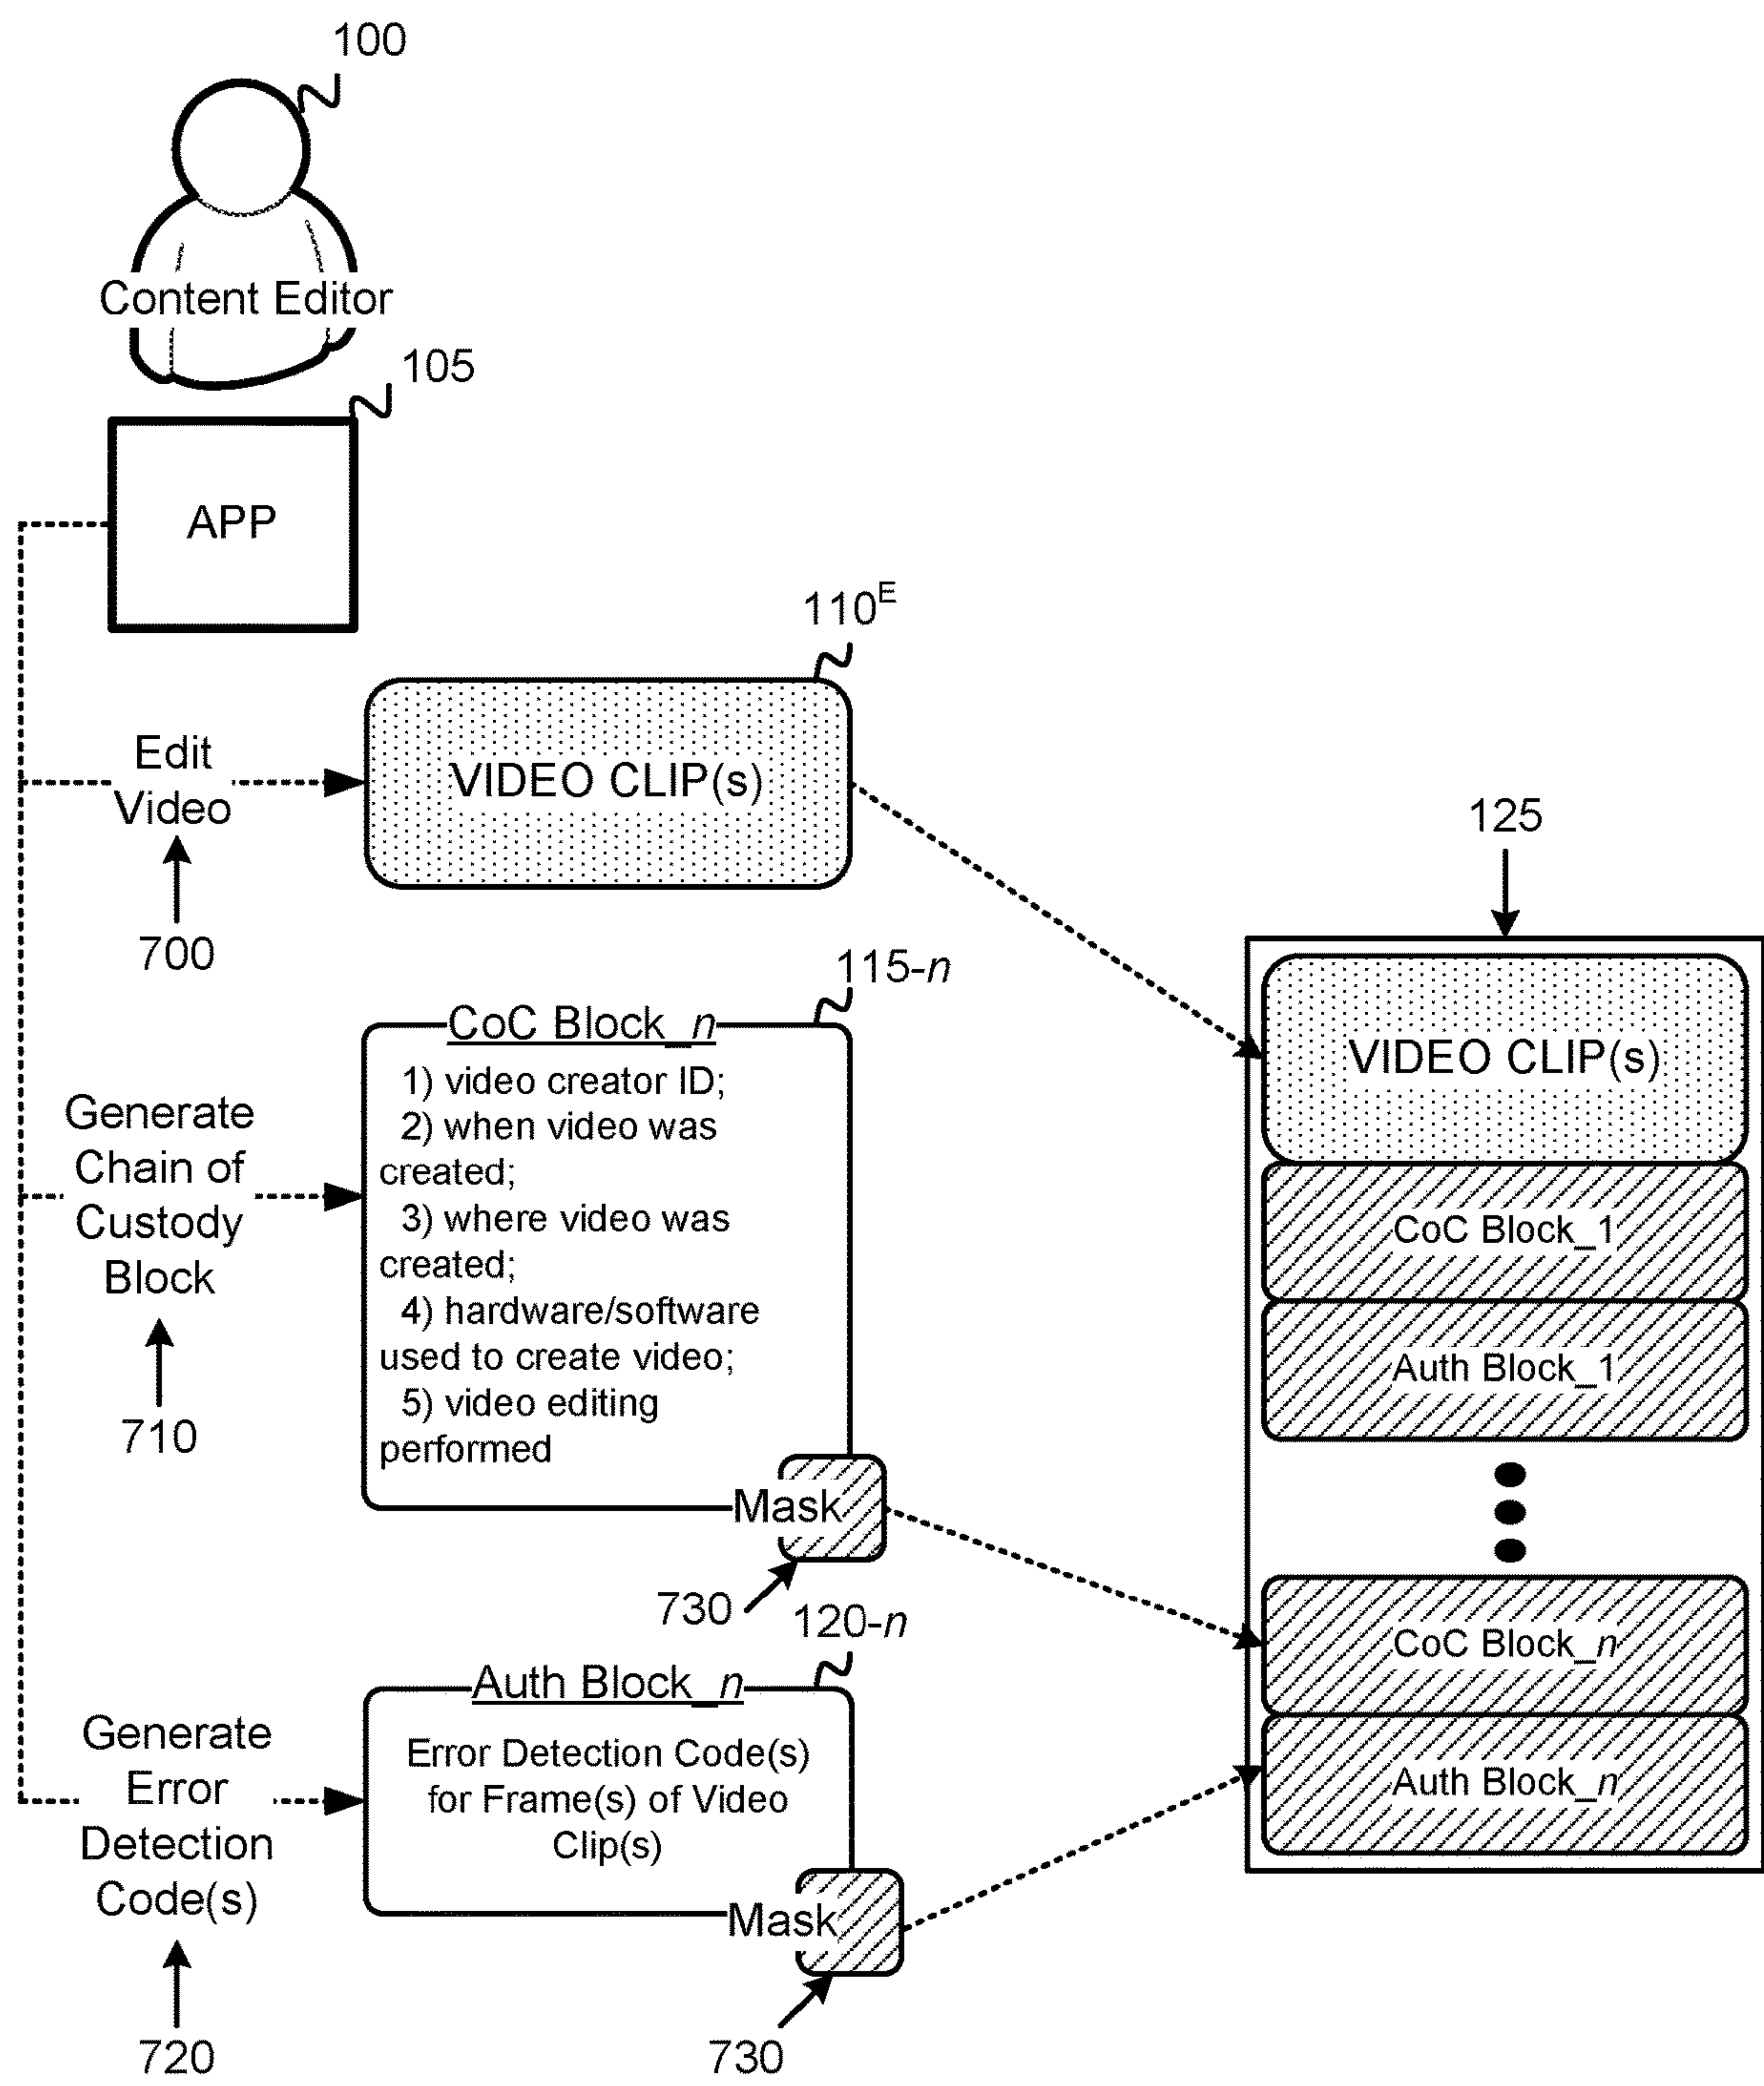 100
Content Editor
105
APP
110E
Edit
Video
700
VIDEO CLIP(s)
125
115-n
CoC Block_n
1) video creator ID;
2) when video was
created;
3) where video was
created;
4) hardware/software
used to create video;
5) video editing
performed
Mask
730
Generate
Chain of
Custody
Block
710
120-n
Auth Block_n
Error Detection Code(s)
for Frame(s) of Video
Clip(s)
Mask
730
Generate
Error
Detection
Code(s)
720
VIDEO CLIP(s)
CoC Block_1
Auth Block_1
CoC Block_n
Auth Block_n